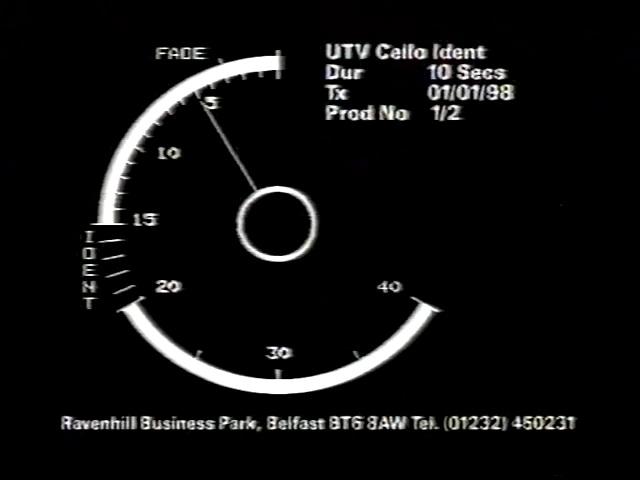 FADE
UTV Cello Ident
Dur 10 Secs
Tx 01/01/98
Prod No 1/2
5
10
15
IDENT
20
40
30
Ravenhill Business Park, Belfast BT6 8AW Tel. (01232) 450231